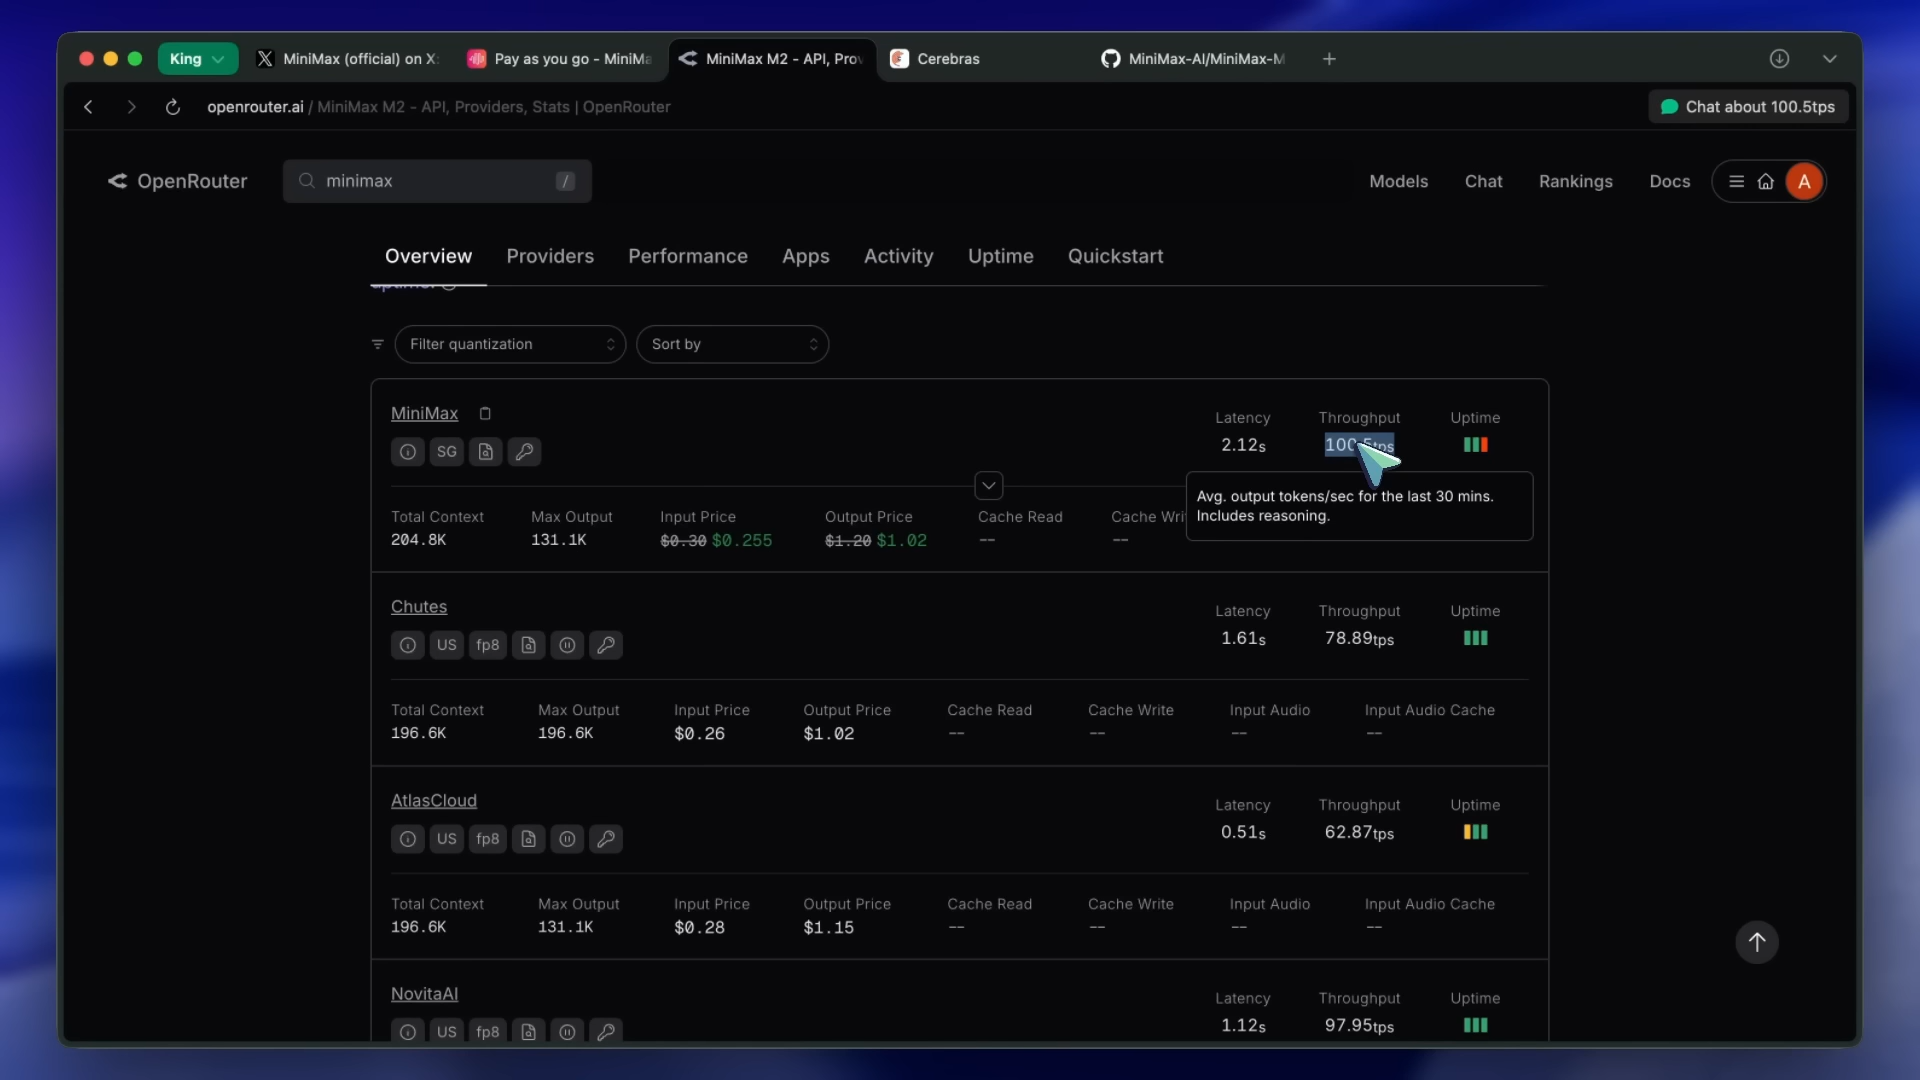 King
MiniMax (official) on X:
Pay as you go - MiniMa
MiniMax M2 - API, Prov
Cerebras
MiniMax-AI/MiniMax-M
openrouter.ai / MiniMax M2 - API, Providers, Stats | OpenRouter
Chat about 100.5tps
OpenRouter
minimax
/
Models
Chat
Rankings
Docs
A
Overview
Providers
Performance
Apps
Activity
Uptime
Quickstart
uptime.
Filter quantization
Sort by
MiniMax
Latency
Throughput
Uptime
2.12s
100.5tps
SG
Avg. output tokens/sec for the last 30 mins.
Includes reasoning.
Total Context
Max Output
Input Price
Output Price
Cache Read
Cache Wri
204.8K
131.1K
$0.30 $0.255
$1.20 $1.02
--
--
Chutes
Latency
Throughput
Uptime
1.61s
78.89tps
US
fp8
Total Context
Max Output
Input Price
Output Price
Cache Read
Cache Write
Input Audio
Input Audio Cache
196.6K
196.6K
$0.26
$1.02
--
--
--
--
AtlasCloud
Latency
Throughput
Uptime
0.51s
62.87tps
US
fp8
Total Context
Max Output
Input Price
Output Price
Cache Read
Cache Write
Input Audio
Input Audio Cache
196.6K
131.1K
$0.28
$1.15
--
--
--
--
NovitaAI
Latency
Throughput
Uptime
1.12s
97.95tps
US
fp8